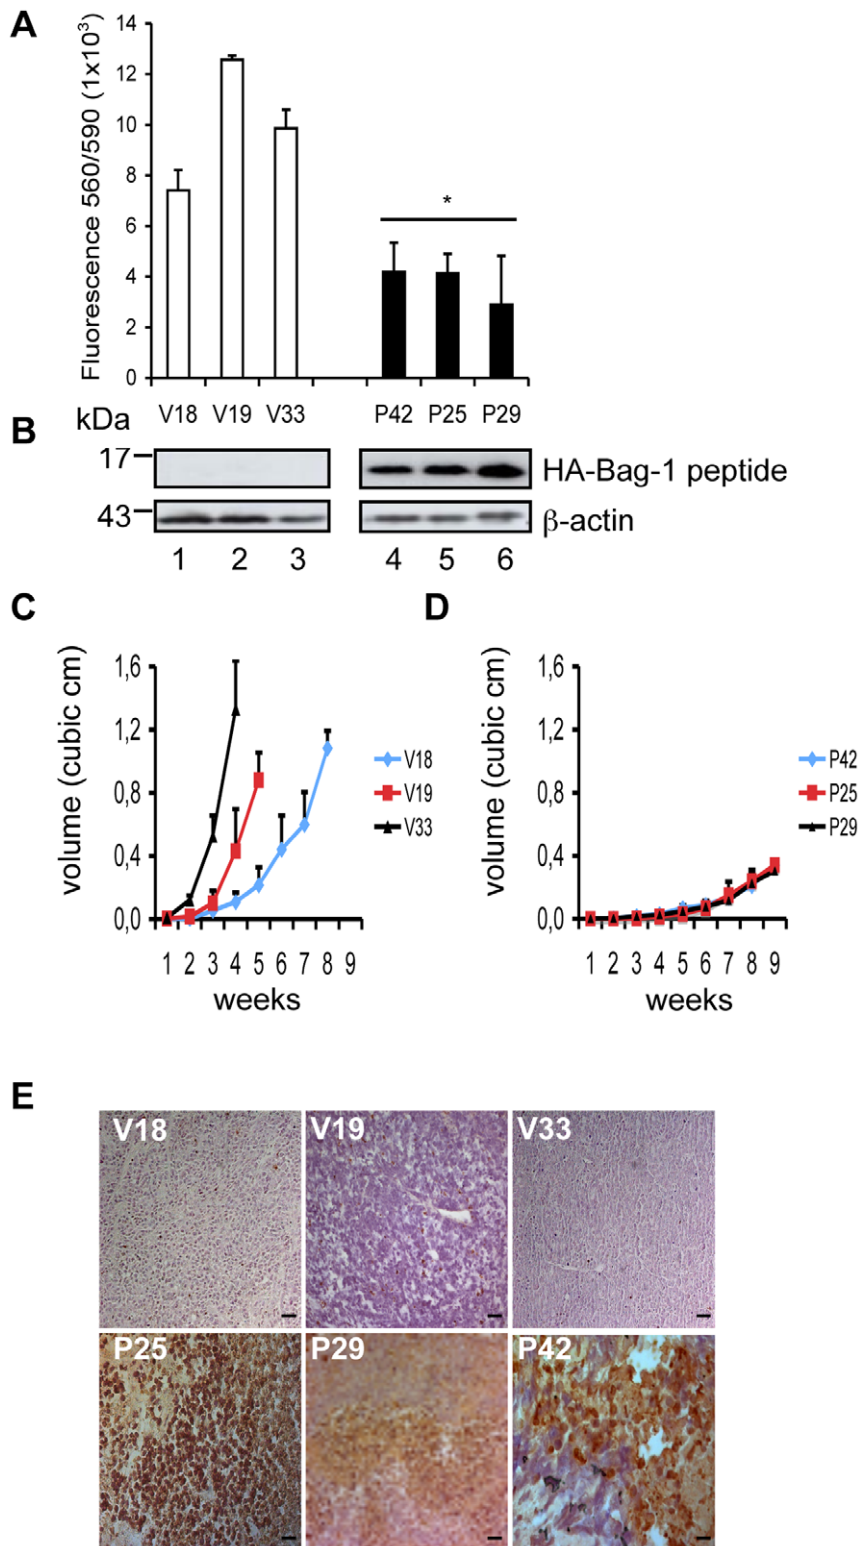 A
Fluorescence 560/590 (1x10³)
14
12
10
8
6
4
2
0
*
V18 V19 V33 P42 P25 P29
B
kDa
17
HA-Bag-1 peptide
43
β-actin
1 2 3 4 5 6
C
volume (cubic cm)
1,6
1,2
0,8
0,4
0,0
1 2 3 4 5 6 7 8 9
weeks
V18
V19
V33
D
volume (cubic cm)
1,6
1,2
0,8
0,4
0,0
1 2 3 4 5 6 7 8 9
weeks
P42
P25
P29
E
V18 V19 V33
P25 P29 P42